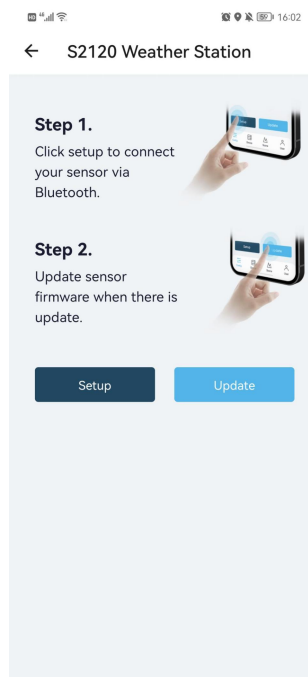 16:02
S2120 Weather Station
Step 1.
Click setup to connect
your sensor via
Bluetooth.
Step 2.
Update sensor
firmware when there is
update.
Setup
Update